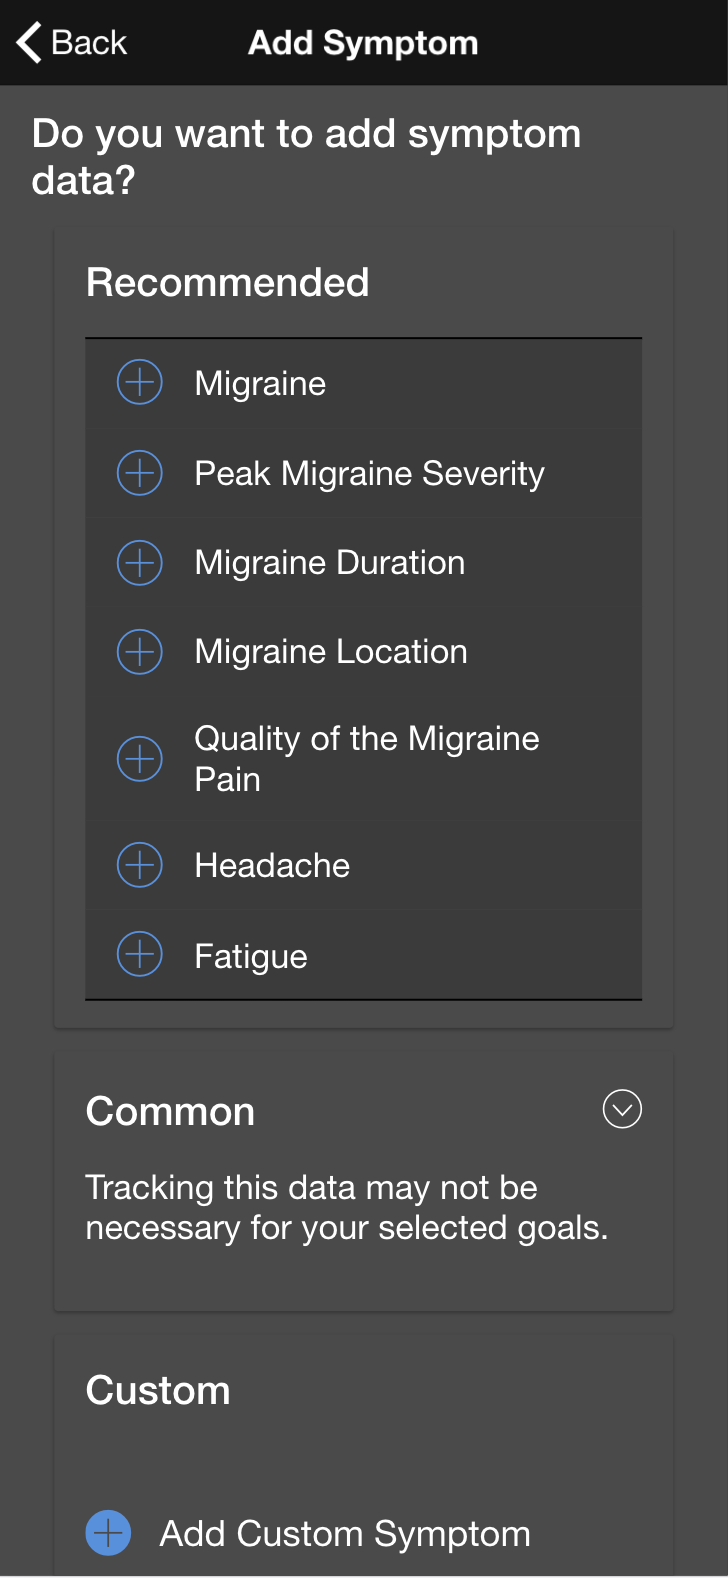 Back
Add Symptom
Do you want to add symptom
data?
Recommended
Migraine
Peak Migraine Severity
Migraine Duration
Migraine Location
Quality of the Migraine
Pain
Headache
Fatigue
Common
Tracking this data may not be
necessary for your selected goals.
Custom
Add Custom Symptom